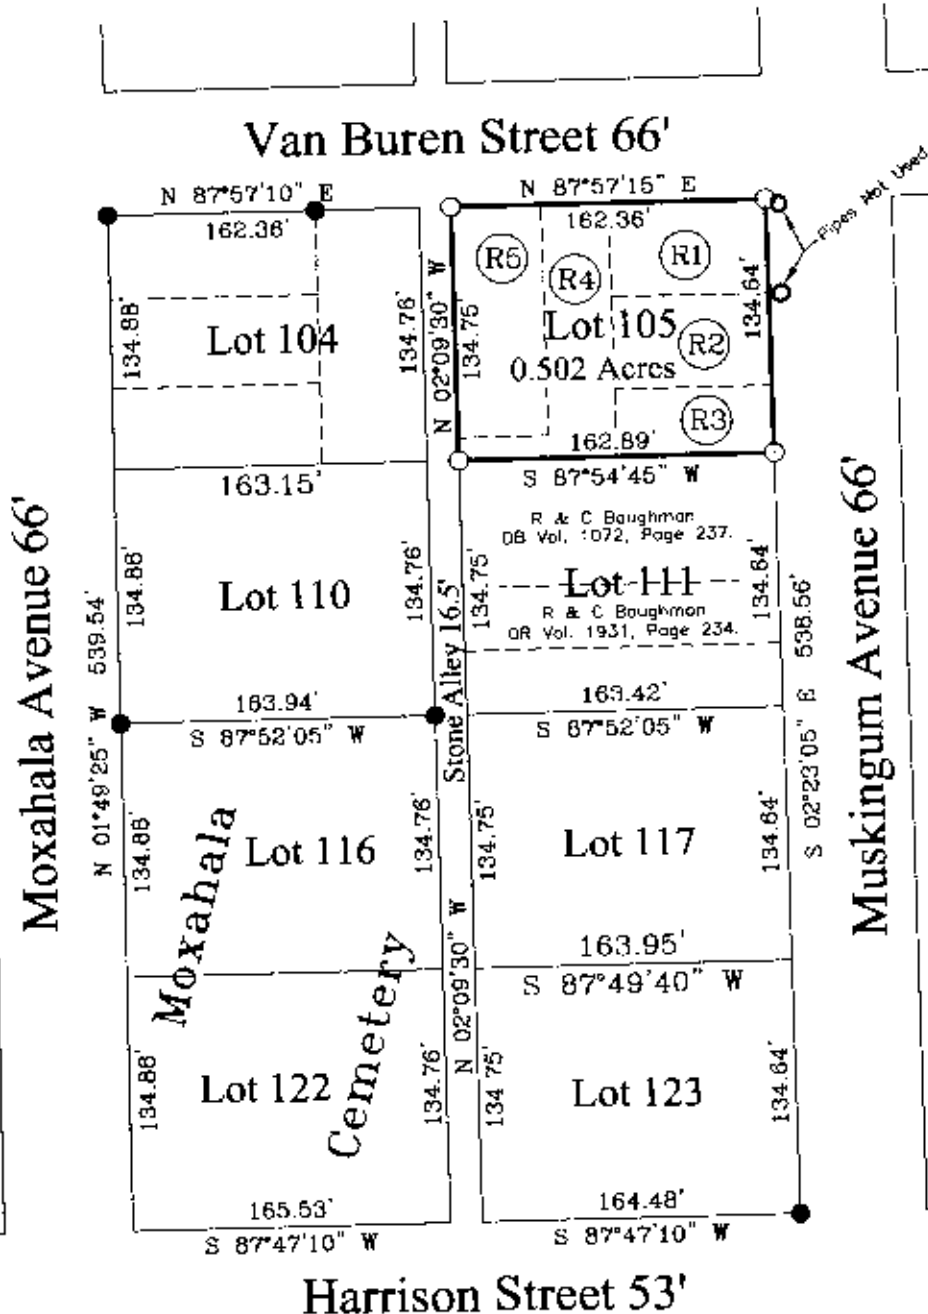 Van Buren Street 66'
N 87°57'10" E
162.36'
N 87°57'15" E
162.36'
Pipes Not Used
R5
R4
R1
R2
R3
134.88'
Lot 104
134.76'
N 02°09'30" W
134.75'
Lot 105
0.502 Acres
134.64'
162.89'
S 87°54'45" W
163.15'
Moxahala Avenue 66'
N 01°49'25" W 539.54'
134.88'
Lot 110
134.76'
Stone Alley 16.5'
134.75'
R & C Baughman
DB Vol. 1072, Page 237.
Lot 111
R & C Baughman
OR Vol. 1931, Page 234.
134.64'
S 02°23'05" E 538.56'
Muskingum Avenue 66'
163.94'
S 87°52'05" W
163.42'
S 87°52'05" W
134.88'
Lot 116
134.76'
134.75'
Lot 117
134.64'
Moxahala
Cemetery
N 02°09'30" W
163.95'
S 87°49'40" W
134.88'
Lot 122
134.76'
134.75'
Lot 123
134.64'
165.53'
S 87°47'10" W
164.48'
S 87°47'10" W
Harrison Street 53'